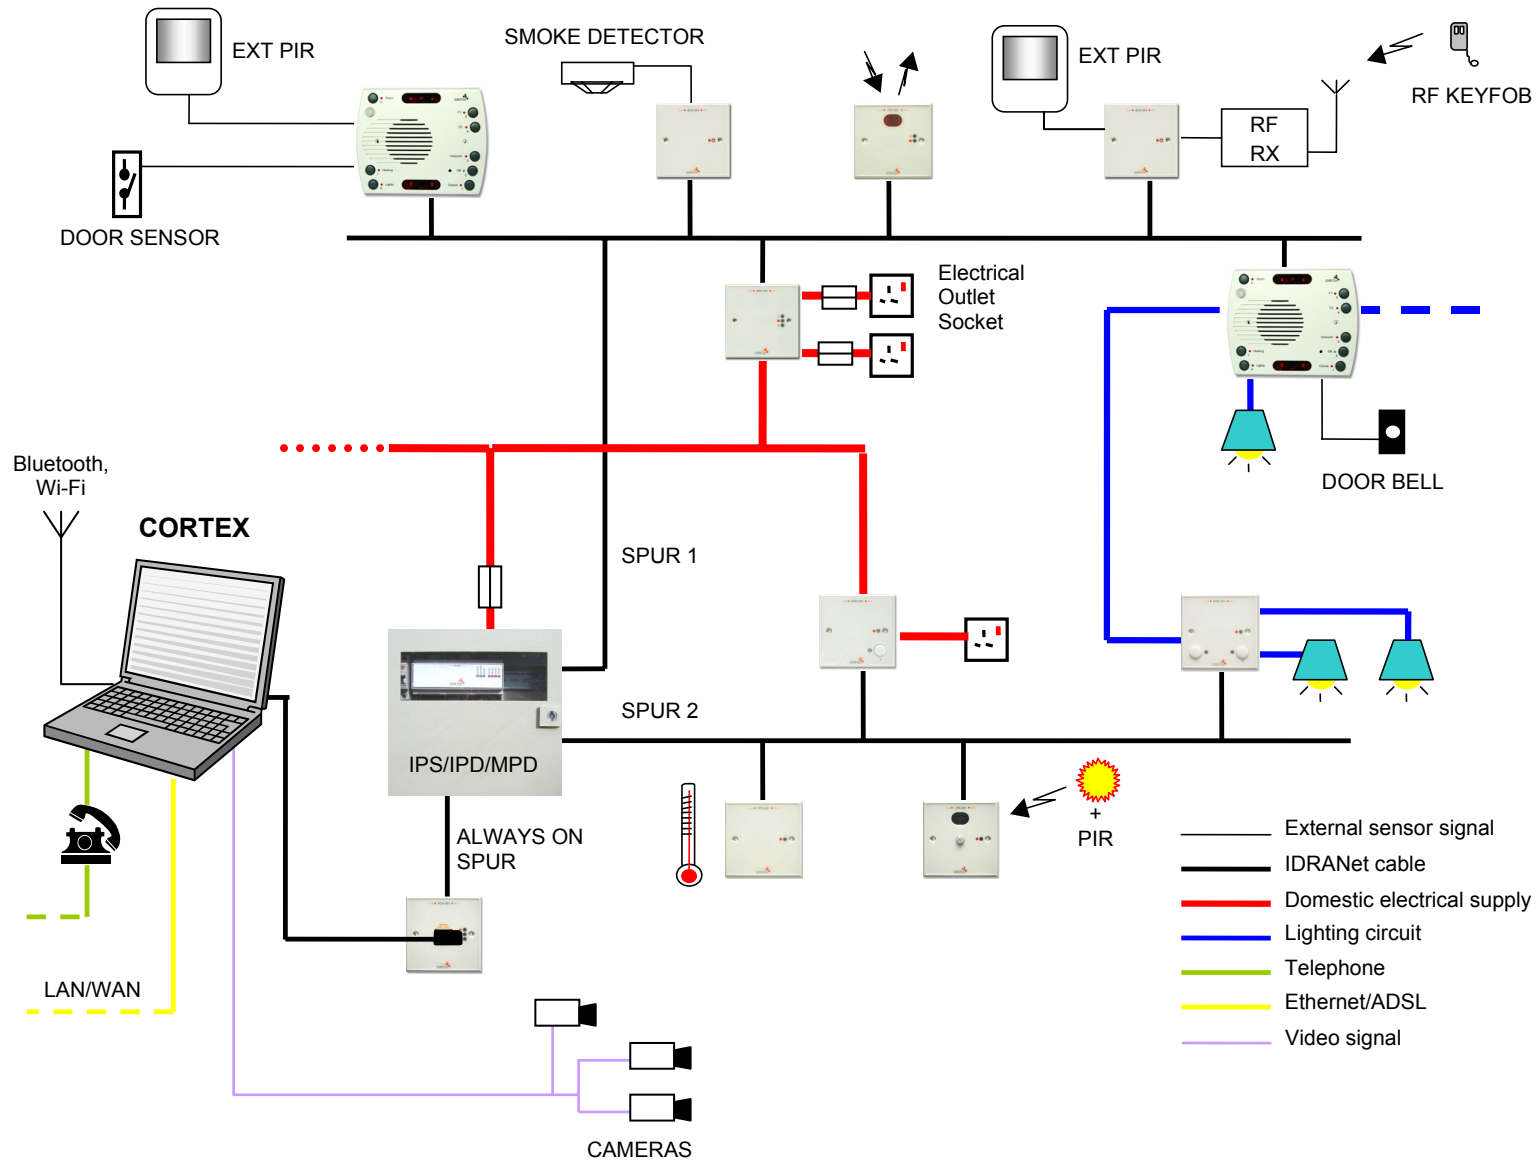 EXT PIR
SMOKE DETECTOR
EXT PIR
RF KEYFOB
RF
RX
DOOR SENSOR
Electrical
Outlet
Socket
DOOR BELL
Bluetooth,
Wi-Fi
CORTEX
SPUR 1
SPUR 2
IPS/IPD/MPD
ALWAYS ON
SPUR
+
PIR
LAN/WAN
CAMERAS
External sensor signal
IDRANet cable
Domestic electrical supply
Lighting circuit
Telephone
Ethernet/ADSL
Video signal